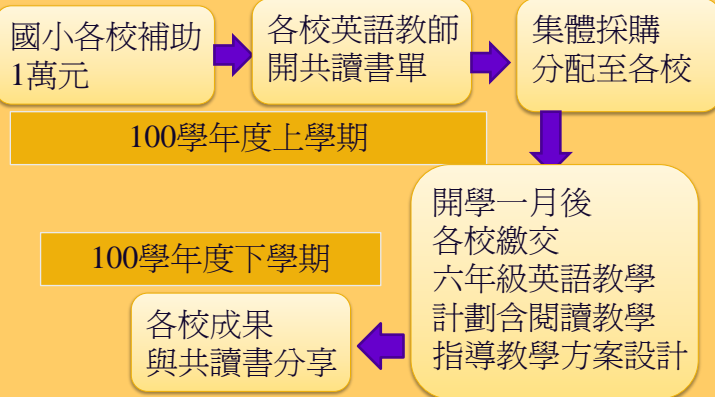 國小各校補助
1萬元
各校英語教師
開共讀書單
集體採購
分配至各校
100學年度上學期
開學一月後
各校繳交
六年級英語教學
計劃含閱讀教學
指導教學方案設計
100學年度下學期
各校成果
與共讀書分享